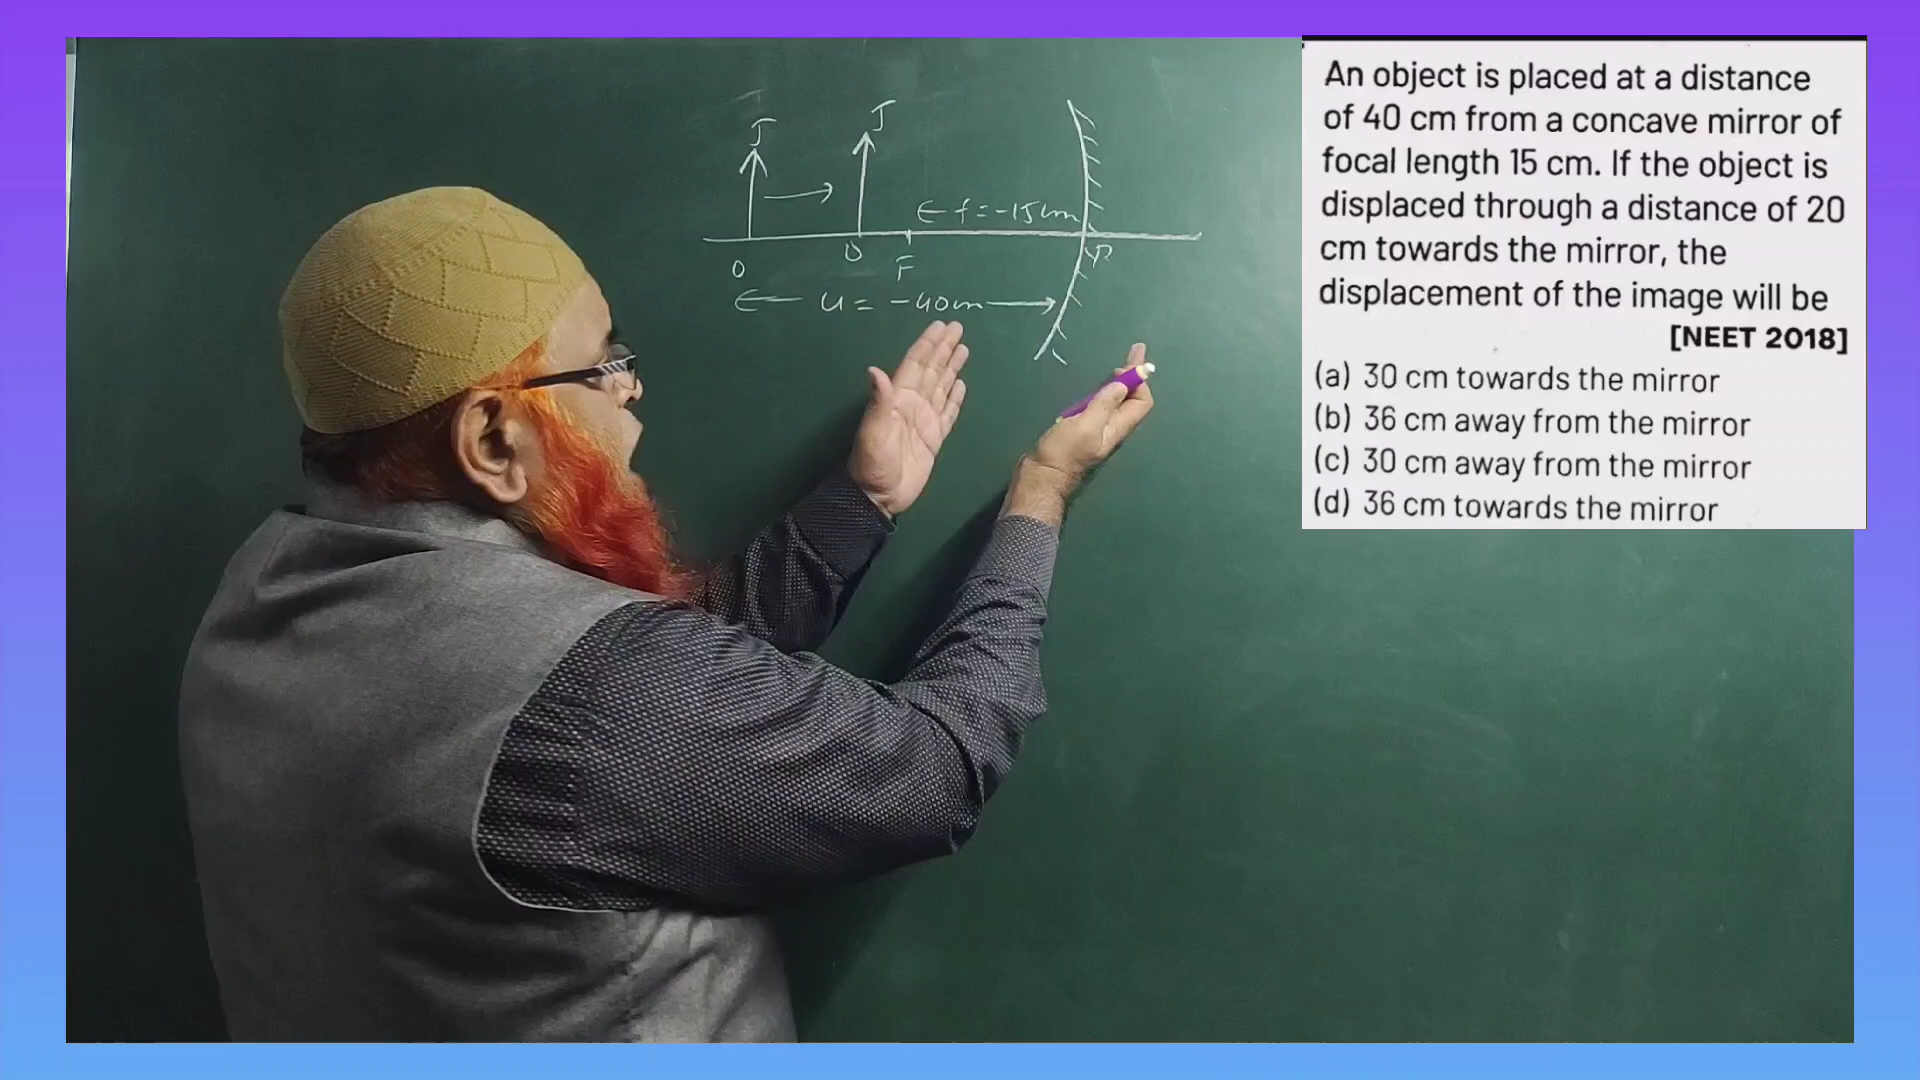 f = -15cm
O
O
F
P
u = -40cm
An object is placed at a distance
of 40 cm from a concave mirror of
focal length 15 cm. If the object is
displaced through a distance of 20
cm towards the mirror, the
displacement of the image will be
[NEET 2018]
(a) 30 cm towards the mirror
(b) 36 cm away from the mirror
(c) 30 cm away from the mirror
(d) 36 cm towards the mirror